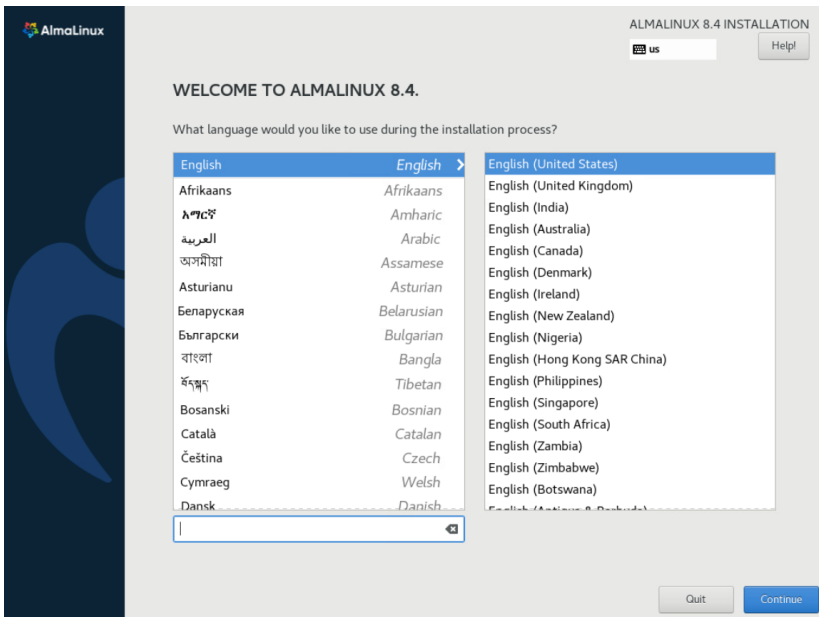 AlmaLinux
ALMALINUX 8.4 INSTALLATION
us
Help!
WELCOME TO ALMALINUX 8.4.
What language would you like to use during the installation process?
English English
Afrikaans Afrikaans
አማርኛ Amharic
العربية Arabic
অসমীয়া Assamese
Asturianu Asturian
Беларуская Belarusian
Български Bulgarian
বাংলা Bangla
བོད་སྐད་ Tibetan
Bosanski Bosnian
Català Catalan
Čeština Czech
Cymraeg Welsh
Dansk Danish
English (United States)
English (United Kingdom)
English (India)
English (Australia)
English (Canada)
English (Denmark)
English (Ireland)
English (New Zealand)
English (Nigeria)
English (Hong Kong SAR China)
English (Philippines)
English (Singapore)
English (South Africa)
English (Zambia)
English (Zimbabwe)
English (Botswana)
English (Antigua & Barbuda)
Quit
Continue